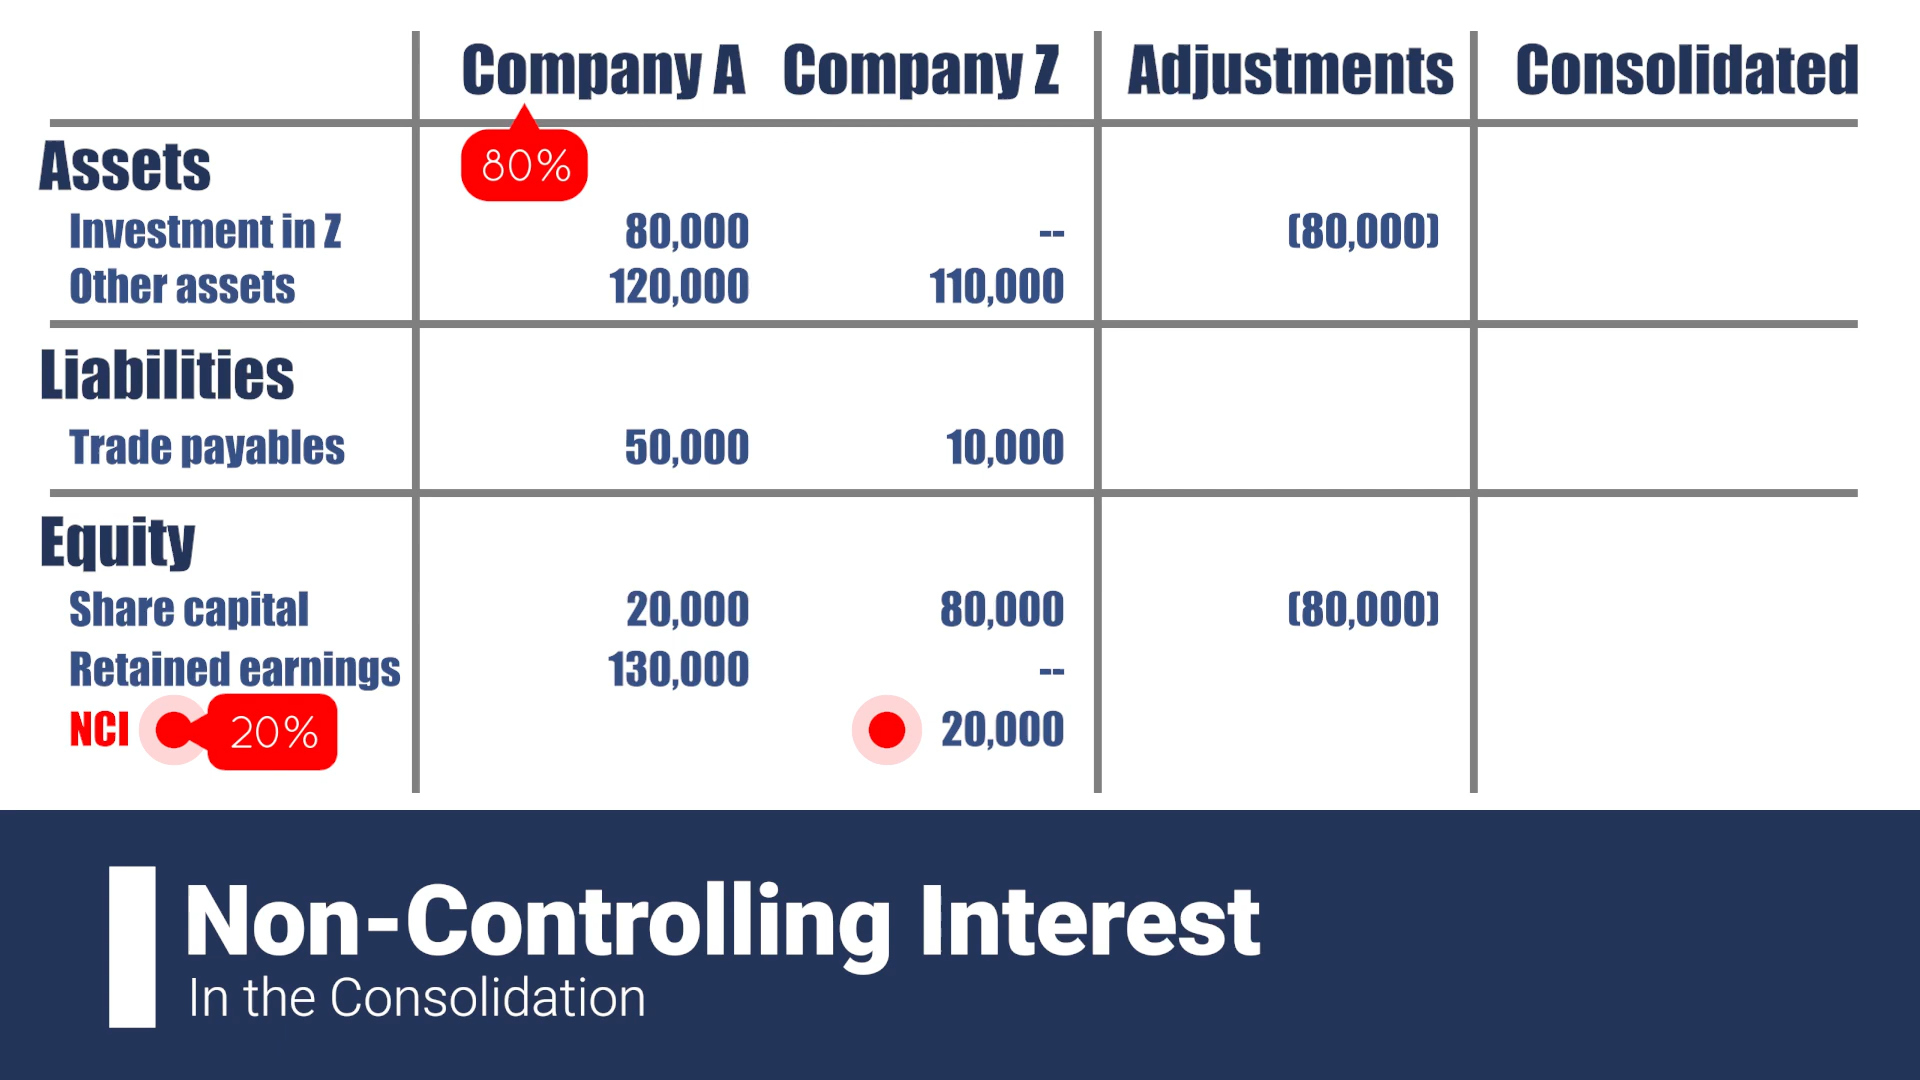 Company A Company Z Adjustments Consolidated
80%
Assets
Investment in Z 80,000 -- (80,000)
Other assets 120,000 110,000
Liabilities
Trade payables 50,000 10,000
Equity
Share capital 20,000 80,000 (80,000)
Retained earnings 130,000 --
NCI 20% 20,000
Non-Controlling Interest
In the Consolidation